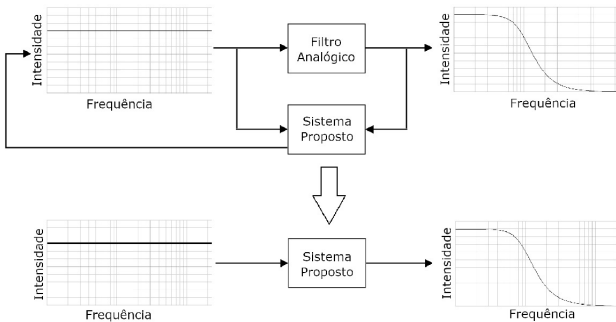 Intensidade
Frequência
Filtro
Analógico
Intensidade
Frequência
Sistema
Proposto
Intensidade
Frequência
Sistema
Proposto
Intensidade
Frequência